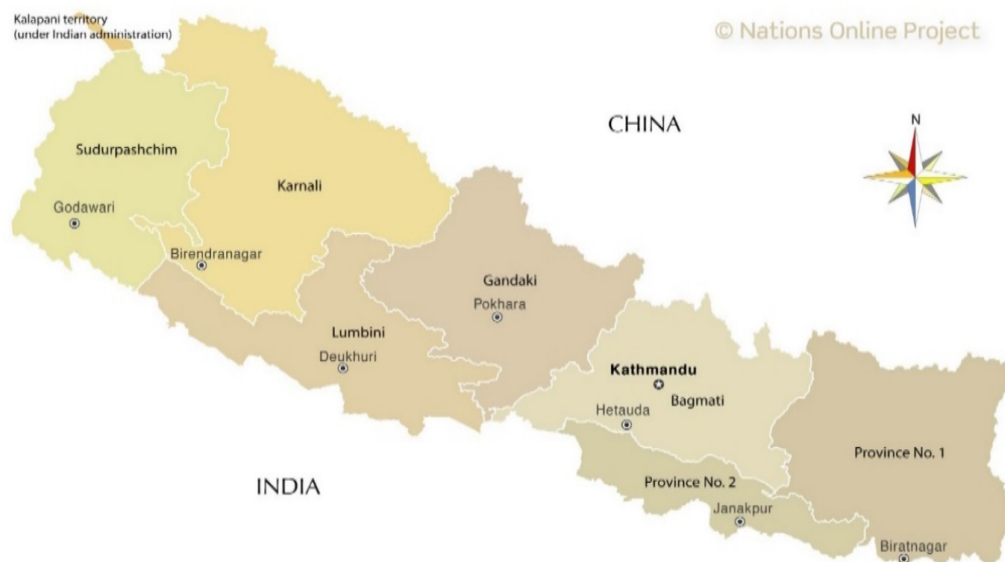 Kalapani territory
(under Indian administration)
© Nations Online Project
CHINA
N
Sudurpashchim
Karnali
Godawari
Birendranagar
Gandaki
Pokhara
Lumbini
Deukhuri
Kathmandu
Bagmati
Hetauda
Province No. 1
Province No. 2
INDIA
Janakpur
Biratnagar